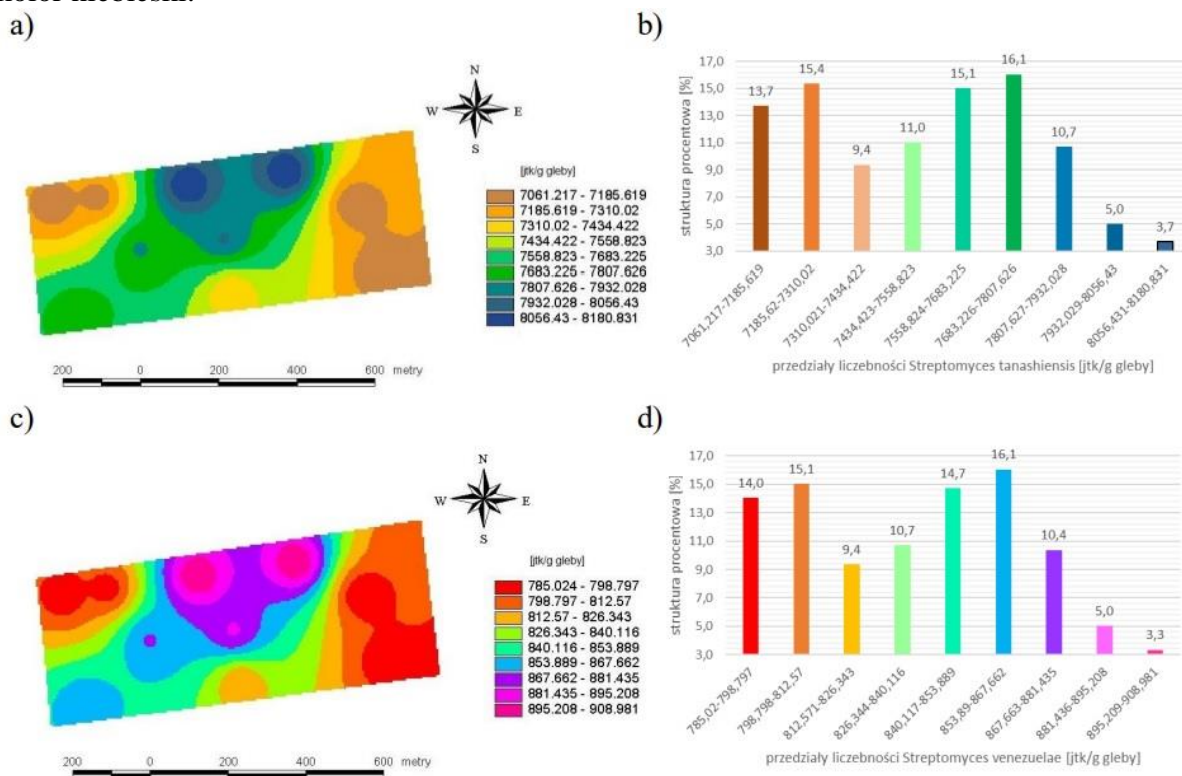 a)
N
W E
S
[jtk/g gleby]
7061.217 - 7185.619
7185.619 - 7310.02
7310.02 - 7434.422
7434.422 - 7558.823
7558.823 - 7683.225
7683.225 - 7807.626
7807.626 - 7932.028
7932.028 - 8056.43
8056.43 - 8180.831
200 0 200 400 600 metry
b)
struktura procentowa [%]
17,0
15,0
13,0
11,0
9,0
7,0
5,0
3,0
13,7
15,4
9,4
11,0
15,1
16,1
10,7
5,0
3,7
7061,217-7185,619
7185,62-7310,02
7310,021-7434,422
7434,423-7558,823
7558,824-7683,225
7683,226-7807,626
7807,627-7932,028
7932,029-8056,43
8056,431-8180,831
przedziały liczebności Streptomyces tanashiensis [jtk/g gleby]
c)
N
W E
S
[jtk/g gleby]
785.024 - 798.797
798.797 - 812.57
812.57 - 826.343
826.343 - 840.116
840.116 - 853.889
853.889 - 867.662
867.662 - 881.435
881.435 - 895.208
895.208 - 908.981
200 0 200 400 600 metry
d)
struktura procentowa [%]
17,0
15,0
13,0
11,0
9,0
7,0
5,0
3,0
14,0
15,1
9,4
10,7
14,7
16,1
10,4
5,0
3,3
785,02-798,797
798,798-812,57
812,571-826,343
826,344-840,116
840,117-853,889
853,89-867,662
867,663-881,435
881,436-895,208
895,209-908,981
przedziały liczebności Streptomyces venezuelae [jtk/g gleby]